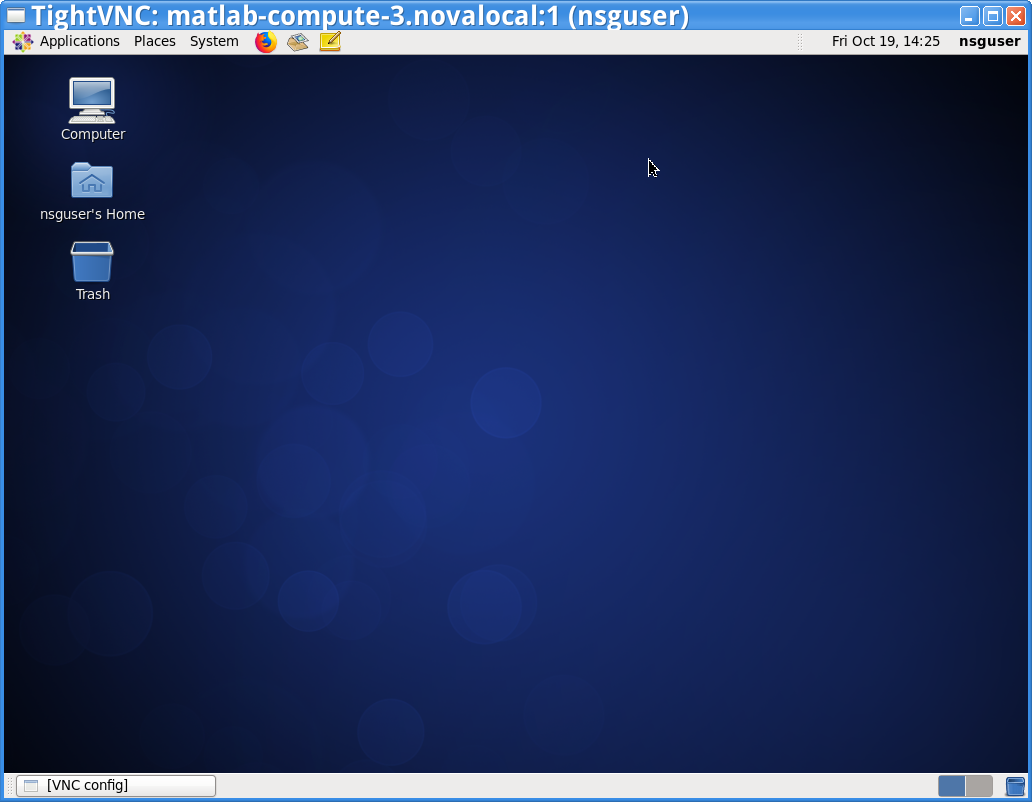 TightVNC: matlab-compute-3.novalocal:1 (nsguser)
Applications Places System Fri Oct 19, 14:25 nsguser
Computer
nsguser's Home
Trash
[VNC config]